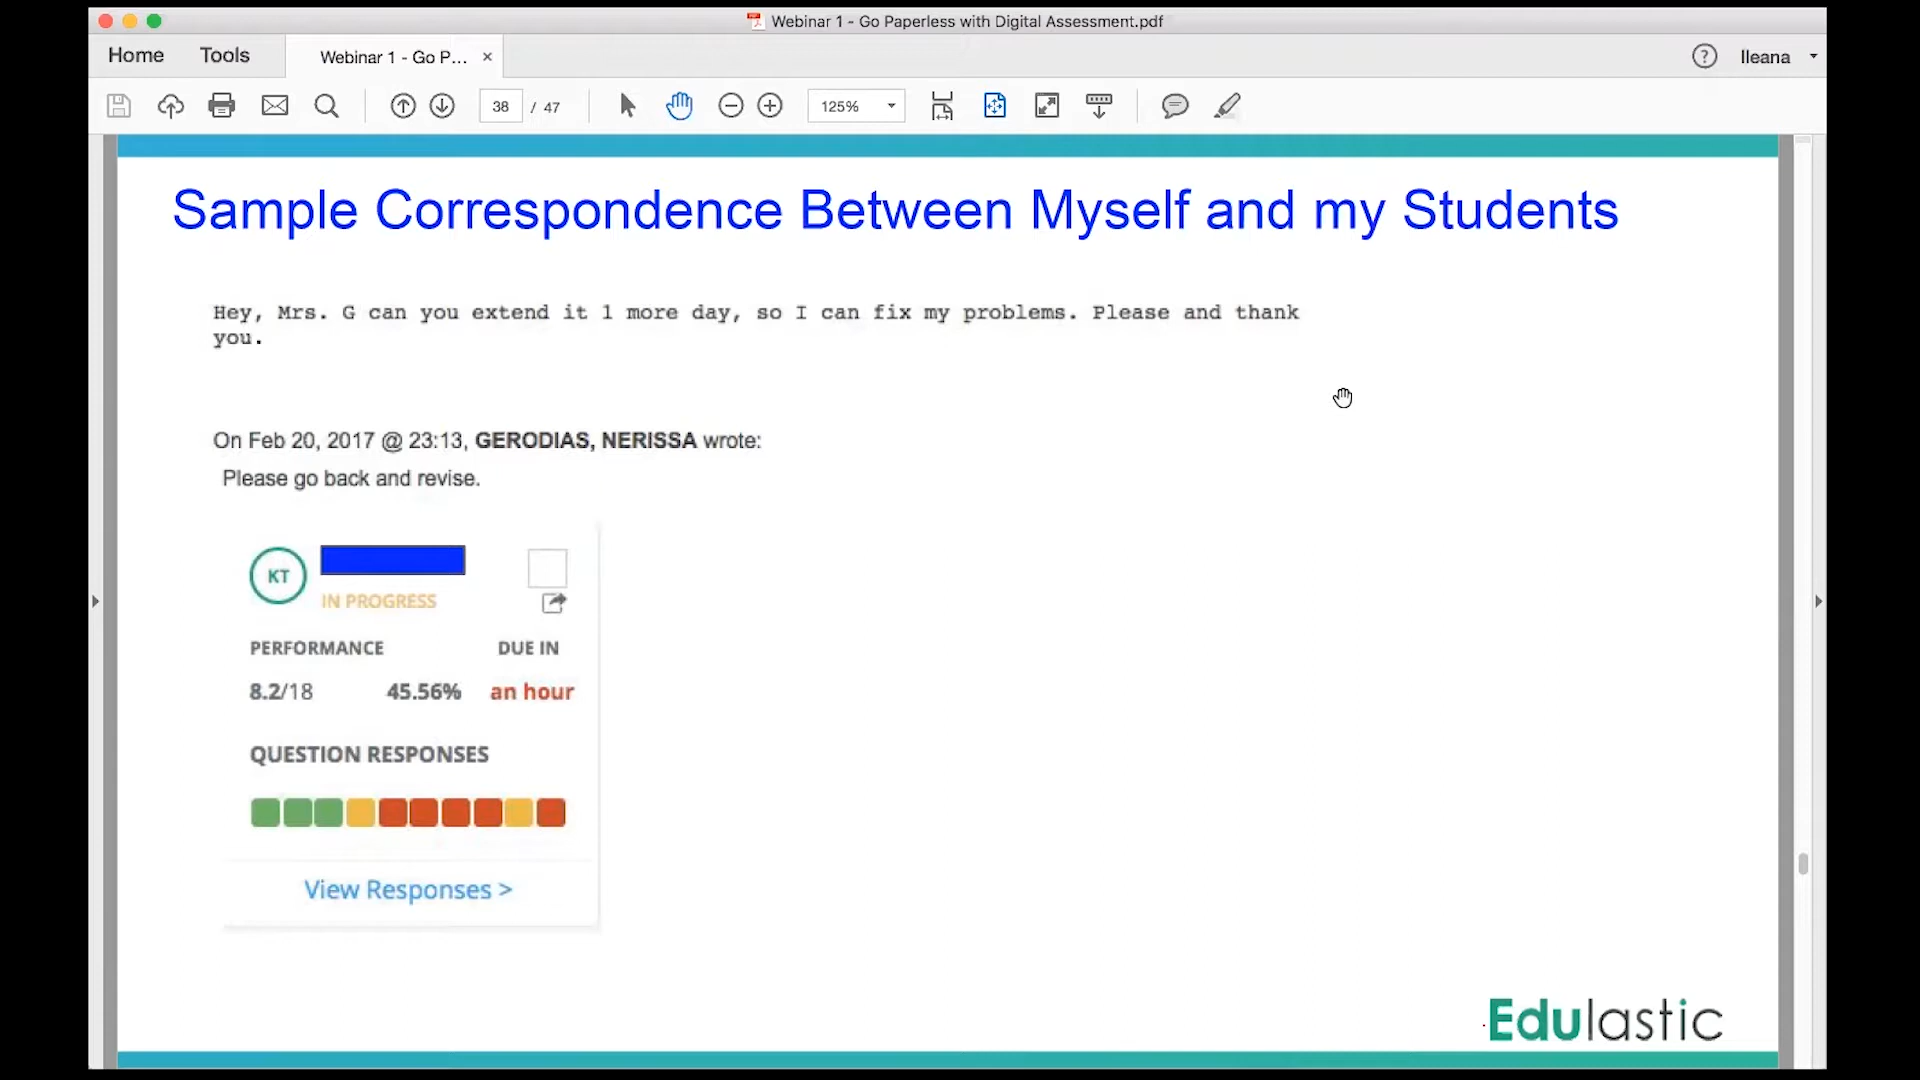 Webinar 1 - Go Paperless with Digital Assessment.pdf
Home Tools Webinar 1 - Go P... × ? Ileana
38 / 47 125%
Sample Correspondence Between Myself and my Students
Hey, Mrs. G can you extend it 1 more day, so I can fix my problems. Please and thank
you.
On Feb 20, 2017 @ 23:13, GERODIAS, NERISSA wrote:
Please go back and revise.
KT
IN PROGRESS
PERFORMANCE DUE IN
8.2/18 45.56% an hour
QUESTION RESPONSES
View Responses >
Edulastic